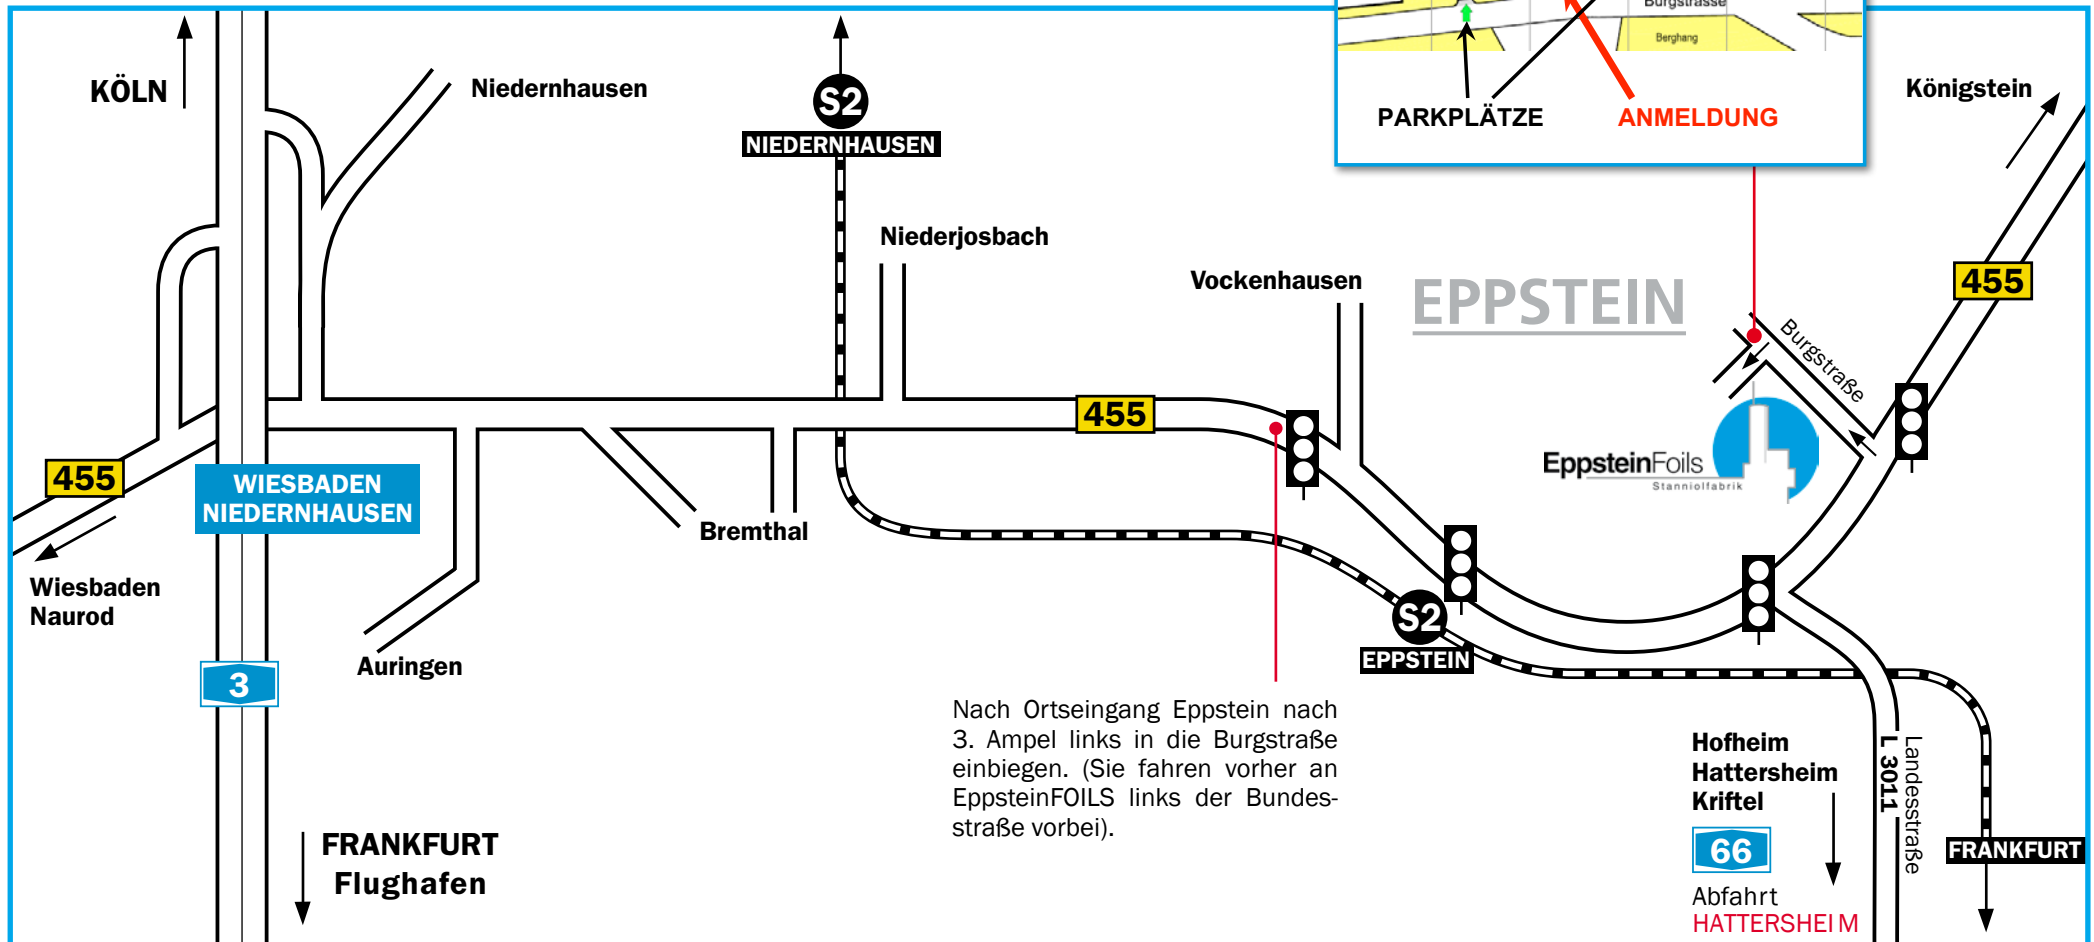 Burgstrasse
Berghang
PARKPLÄTZE
ANMELDUNG
KÖLN
Niedernhausen
S2
NIEDERNHAUSEN
Königstein
Niederjosbach
Vockenhausen
EPPSTEIN
455
Burgstraße
455
455
EppsteinFoils
Stanniolfabrik
WIESBADEN
NIEDERNHAUSEN
Bremthal
Wiesbaden
Naurod
Auringen
S2
EPPSTEIN
3
Nach Ortseingang Eppstein nach
3. Ampel links in die Burgstraße
einbiegen. (Sie fahren vorher an
EppsteinFOILS links der Bundes-
straße vorbei).
Hofheim
Hattersheim
Kriftel
66
Abfahrt
HATTERSHEIM
L 3011
Landesstraße
FRANKFURT
FRANKFURT
Flughafen